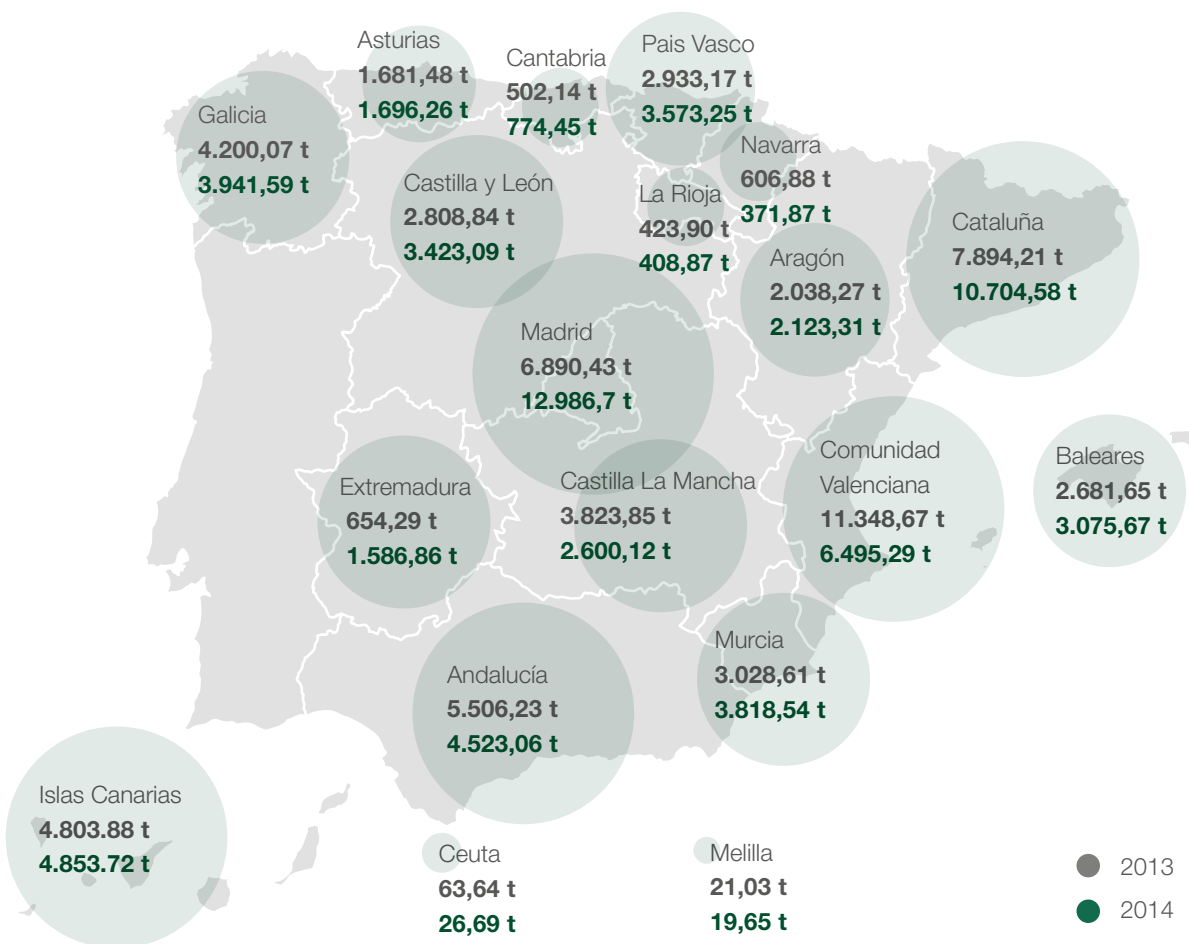 Asturias
1.681,48 t
1.696,26 t
Cantabria
502,14 t
774,45 t
Pais Vasco
2.933,17 t
3.573,25 t
Galicia
4.200,07 t
3.941,59 t
Castilla y León
2.808,84 t
3.423,09 t
La Rioja
423,90 t
408,87 t
Navarra
606,88 t
371,87 t
Aragón
2.038,27 t
2.123,31 t
Cataluña
7.894,21 t
10.704,58 t
Madrid
6.890,43 t
12.986,7 t
Extremadura
654,29 t
1.586,86 t
Castilla La Mancha
3.823,85 t
2.600,12 t
Comunidad
Valenciana
11.348,67 t
6.495,29 t
Baleares
2.681,65 t
3.075,67 t
Andalucía
5.506,23 t
4.523,06 t
Murcia
3.028,61 t
3.818,54 t
Islas Canarias
4.803.88 t
4.853.72 t
Ceuta
63,64 t
26,69 t
Melilla
21,03 t
19,65 t
2013
2014